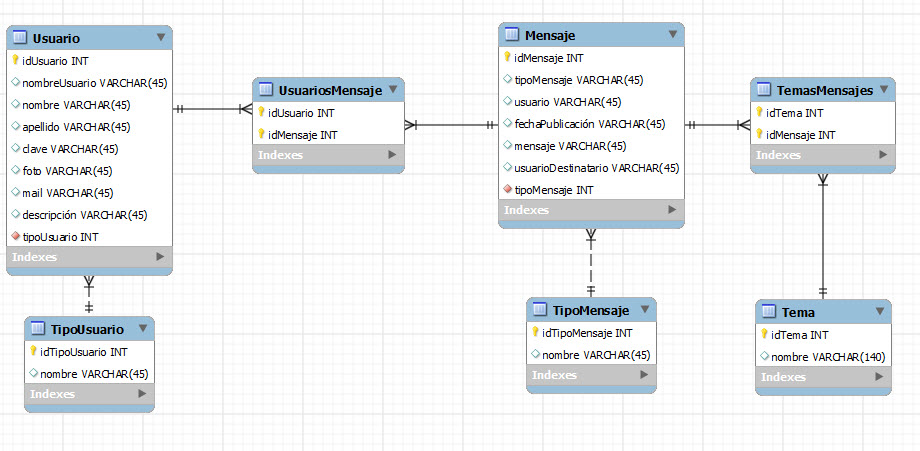 Usuario
idUsuario INT
nombreUsuario VARCHAR(45)
nombre VARCHAR(45)
apellido VARCHAR(45)
clave VARCHAR(45)
foto VARCHAR(45)
mail VARCHAR(45)
descripción VARCHAR(45)
tipoUsuario INT
Indexes
TipoUsuario
idTipoUsuario INT
nombre VARCHAR(45)
Indexes
UsuariosMensaje
idUsuario INT
idMensaje INT
Indexes
Mensaje
idMensaje INT
tipoMensaje VARCHAR(45)
usuario VARCHAR(45)
fechaPublicación VARCHAR(45)
mensaje VARCHAR(45)
usuarioDestinatario VARCHAR(45)
tipoMensaje INT
Indexes
TipoMensaje
idTipoMensaje INT
nombre VARCHAR(45)
Indexes
TemasMensajes
idTema INT
idMensaje INT
Indexes
Tema
idTema INT
nombre VARCHAR(140)
Indexes